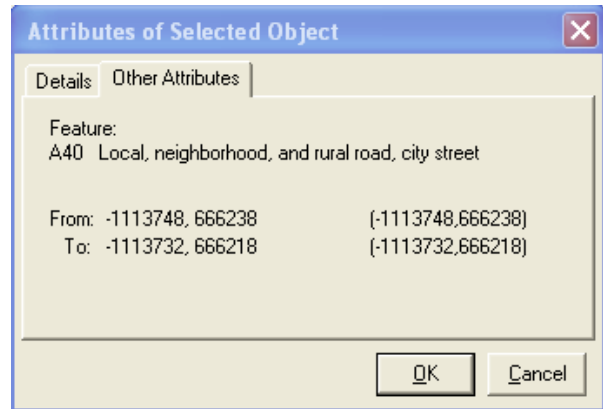 Attributes of Selected Object
Details Other Attributes
Feature:
A40 Local, neighborhood, and rural road, city street
From: -1113748, 666238 (-1113748,666238)
To: -1113732, 666218 (-1113732,666218)
OK Cancel